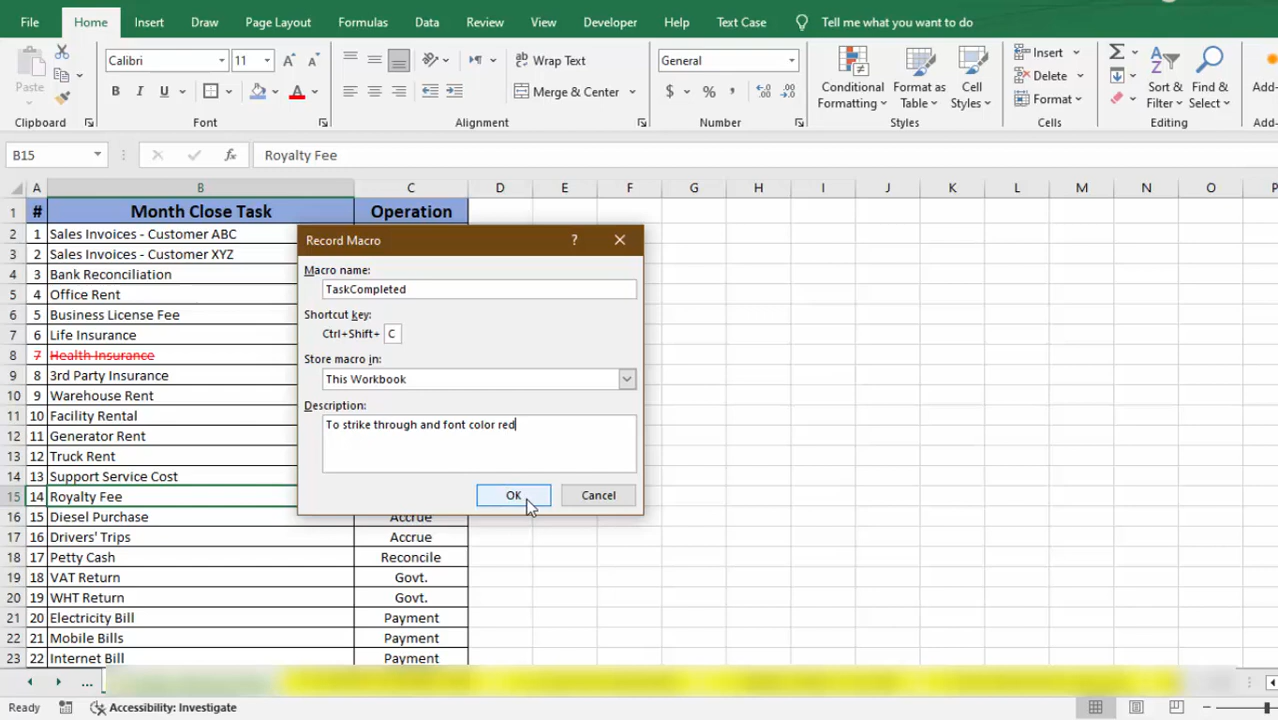 File Home Insert Draw Page Layout Formulas Data Review View Developer Help Text Case Tell me what you want to do
Paste
Calibri 11
B I U A
Wrap Text
Merge & Center
General
$ % ,
Conditional Formatting
Format as Table
Cell Styles
Insert
Delete
Format
Sort & Filter
Find & Select
Add-
Clipboard Font Alignment Number Styles Cells Editing Add-
B15 fx Royalty Fee
A B C D E F G H I J K L M N O P
1 # Month Close Task Operation
2 1 Sales Invoices - Customer ABC
3 2 Sales Invoices - Customer XYZ
4 3 Bank Reconciliation
5 4 Office Rent
6 5 Business License Fee
7 6 Life Insurance
8 7 Health Insurance
9 8 3rd Party Insurance
10 9 Warehouse Rent
11 10 Facility Rental
12 11 Generator Rent
13 12 Truck Rent
14 13 Support Service Cost
15 14 Royalty Fee
16 15 Diesel Purchase Accrue
17 16 Drivers' Trips Accrue
18 17 Petty Cash Reconcile
19 18 VAT Return Govt.
20 19 WHT Return Govt.
21 20 Electricity Bill Payment
22 21 Mobile Bills Payment
23 22 Internet Bill Payment
Record Macro ? ×
Macro name:
TaskCompleted
Shortcut key:
Ctrl+Shift+ C
Store macro in:
This Workbook
Description:
To strike through and font color red
OK Cancel
...
Ready Accessibility: Investigate